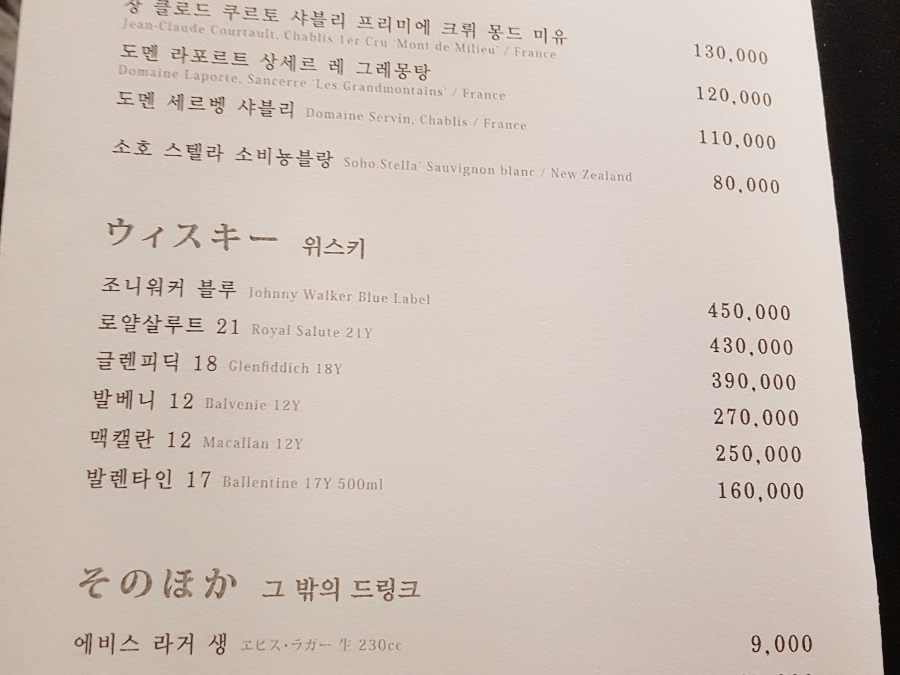 장 클로드 쿠르토 샤블리 프리미에 크뤼 몽드 미유
Jean-Claude Courtault, Chablis 1er Cru 'Mont de Milieu' / France 130,000
도멘 라포르트 상세르 레 그레몽탕
Domaine Laporte, Sancerre 'Les Grandmontains' / France 120,000
도멘 세르벵 샤블리 Domaine Servin, Chablis / France 110,000
소호 스텔라 소비뇽블랑 Soho.Stella' Sauvignon blanc / New Zealand 80,000
ウィスキー 위스키
조니워커 블루 Johnny Walker Blue Label 450,000
로얄살루트 21 Royal Salute 21Y 430,000
글렌피딕 18 Glenfiddich 18Y 390,000
발베니 12 Balvenie 12Y 270,000
맥캘란 12 Macallan 12Y 250,000
발렌타인 17 Ballentine 17Y 500ml 160,000
そのほか 그 밖의 드링크
에비스 라거 생 ヱビス・ラガー 生 230cc 9,000